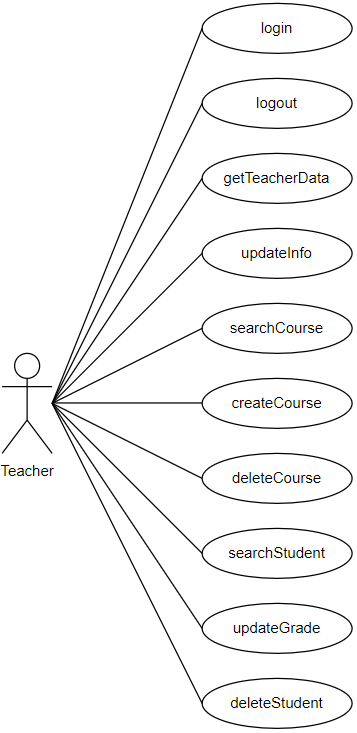 login
logout
getTeacherData
updateInfo
searchCourse
createCourse
Teacher
deleteCourse
searchStudent
updateGrade
deleteStudent